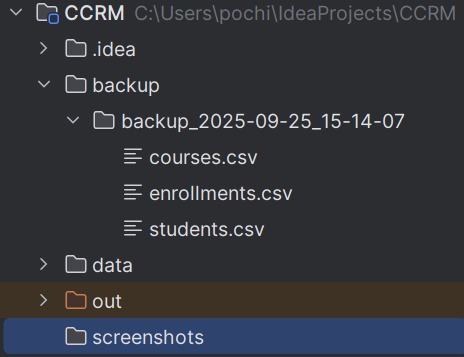 CCRM C:\Users\pochi\IdeaProjects\CCRM
.idea
backup
backup_2025-09-25_15-14-07
courses.csv
enrollments.csv
students.csv
data
out
screenshots